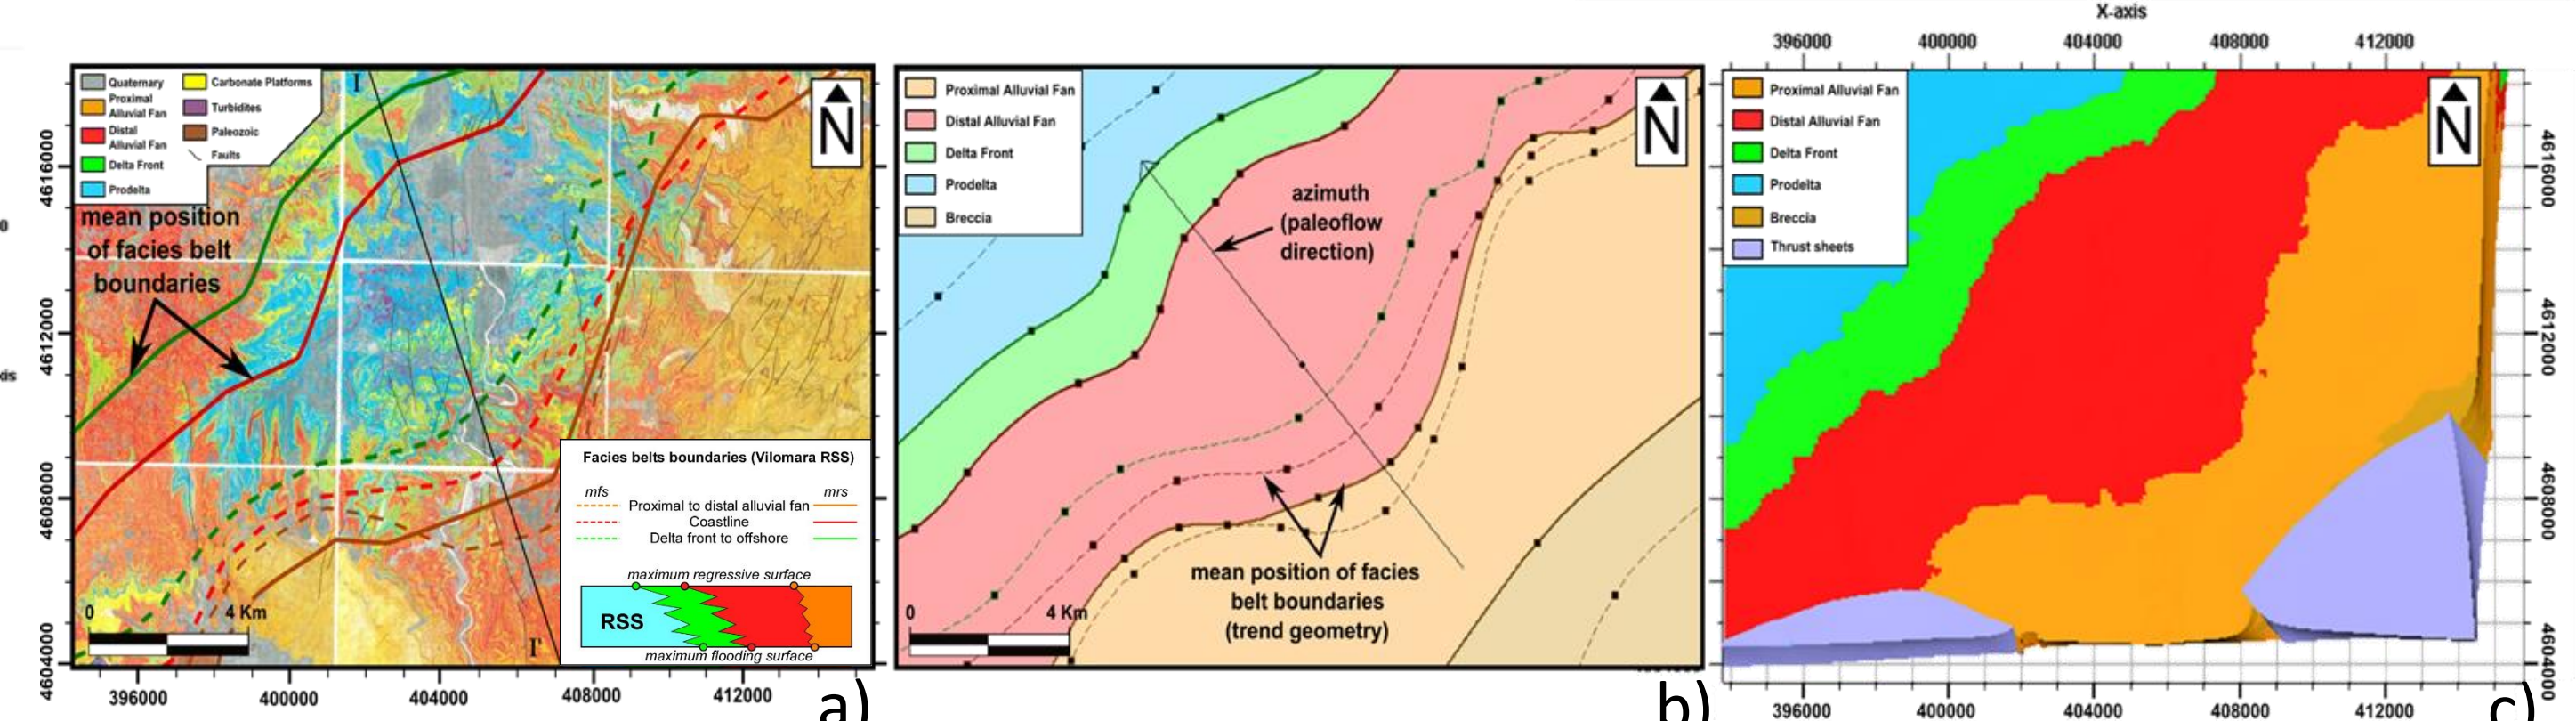 X-axis
396000 400000 404000 408000 412000
Quaternary
Proximal
Alluvial Fan
Distal
Alluvial Fan
Delta Front
Prodelta
Carbonate Platforms
Turbidites
Paleozoic
Faults
I
N
mean position
of facies belt
boundaries
0 4 Km
I'
Facies belts boundaries (Vilomara RSS)
mfs mrs
Proximal to distal alluvial fan
Coastline
Delta front to offshore
maximum regressive surface
RSS
maximum flooding surface
4616000
4612000
4608000
4604000
396000 400000 404000 408000 412000
a)
0
dis
Proximal Alluvial Fan
Distal Alluvial Fan
Delta Front
Prodelta
Breccia
N
azimuth
(paleoflow
direction)
mean position of facies
belt boundaries
(trend geometry)
0 4 Km
b)
Proximal Alluvial Fan
Distal Alluvial Fan
Delta Front
Prodelta
Breccia
Thrust sheets
N
4616000
4612000
4608000
4604000
396000 400000 404000 408000 412000
c)